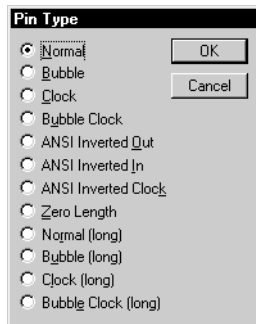 Pin Type
Normal
OK
Bubble
Cancel
Clock
Bubble Clock
ANSI Inverted Out
ANSI Inverted In
ANSI Inverted Clock
Zero Length
Normal (long)
Bubble (long)
Clock (long)
Bubble Clock (long)